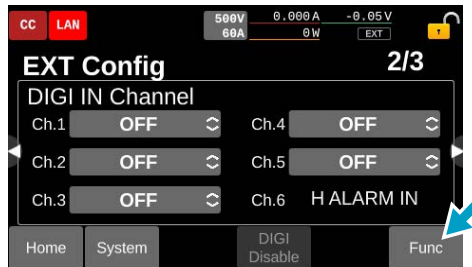 CC LAN 500V 0.000A -0.05V
60A 0W EXT
EXT Config 2/3
DIGI IN Channel
Ch.1 OFF Ch.4 OFF
Ch.2 OFF Ch.5 OFF
Ch.3 OFF Ch.6 H ALARM IN
Home System DIGI Disable Func